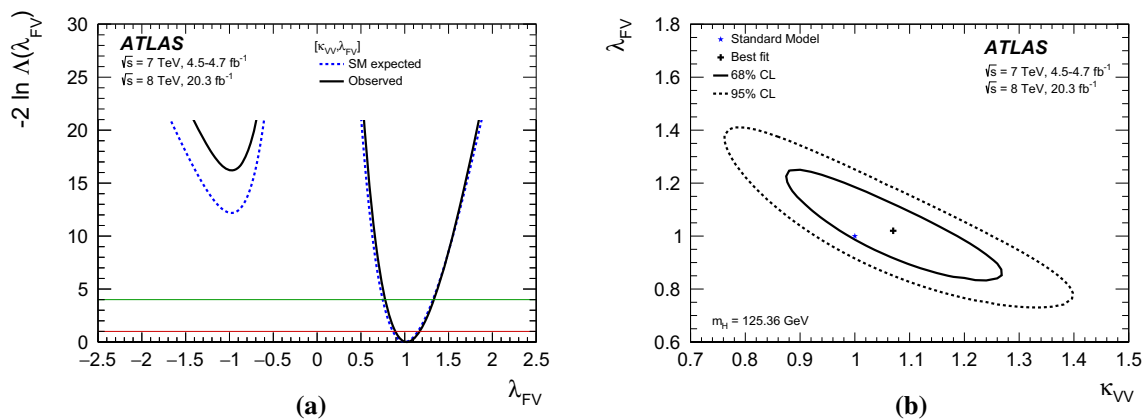 -2 ln Λ(λFV)
30
25
20
15
10
5
0
ATLAS
√s = 7 TeV, 4.5-4.7 fb-1
√s = 8 TeV, 20.3 fb-1
[κVV,λFV]
SM expected
Observed
−2.5 −2 −1.5 −1 −0.5 0 0.5 1 1.5 2 2.5
λFV
(a)
λFV
1.8
1.6
1.4
1.2
1
0.8
0.6
Standard Model
Best fit
68% CL
95% CL
ATLAS
√s = 7 TeV, 4.5-4.7 fb-1
√s = 8 TeV, 20.3 fb-1
mH = 125.36 GeV
0.7 0.8 0.9 1 1.1 1.2 1.3 1.4 1.5
κVV
(b)